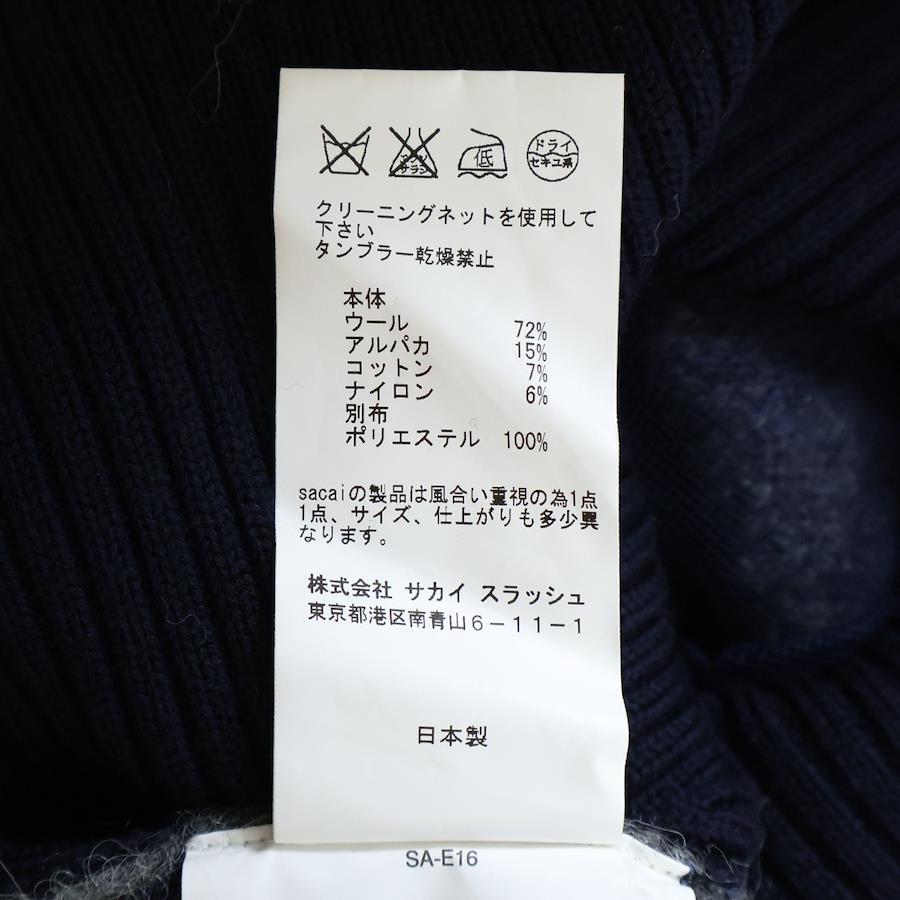 エンソ
サラシ
低
ドライ
セキユ系
クリーニングネットを使用して
下さい
タンブラー乾燥禁止
本体
ウール 72%
アルパカ 15%
コットン 7%
ナイロン 6%
別布
ポリエステル 100%
sacaiの製品は風合い重視の為1点
1点、サイズ、仕上がりも多少異
なります。
株式会社 サカイ スラッシュ
東京都港区南青山6－11－1
日本製
SA-E16